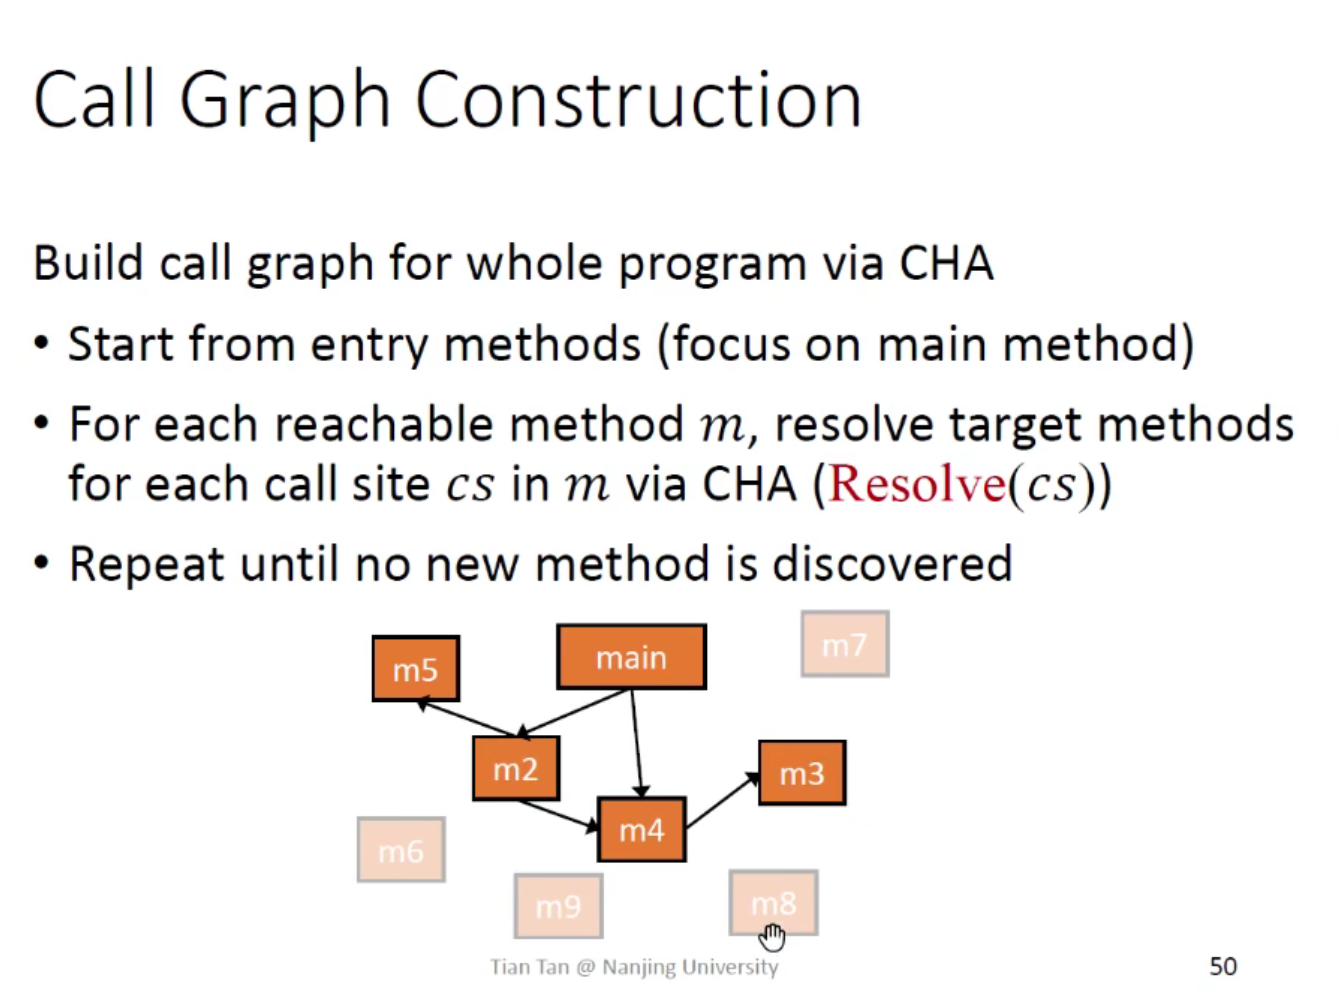 Call Graph Construction
Build call graph for whole program via CHA
• Start from entry methods (focus on main method)
• For each reachable method m, resolve target methods
for each call site cs in m via CHA (Resolve(cs))
• Repeat until no new method is discovered
m7
m5
main
m2
m3
m4
m6
m9
m8
Tian Tan @ Nanjing University
50